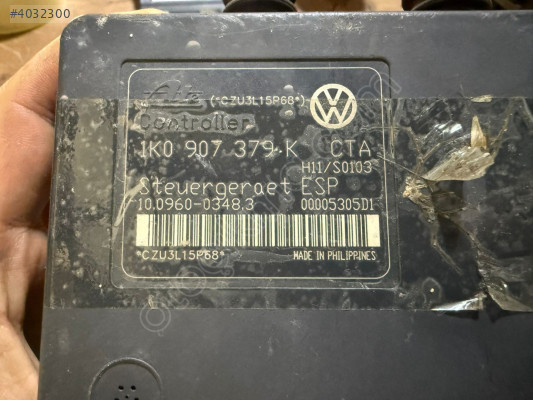 #4032300
(*CZU3L15P68*)
Ate
Controller
1K0 907 379 K CTA
H11/S0103
Steuergeraet ESP
10.0960-0348.3 00005305D1
*CZU3L15P68* MADE IN PHILIPPINES